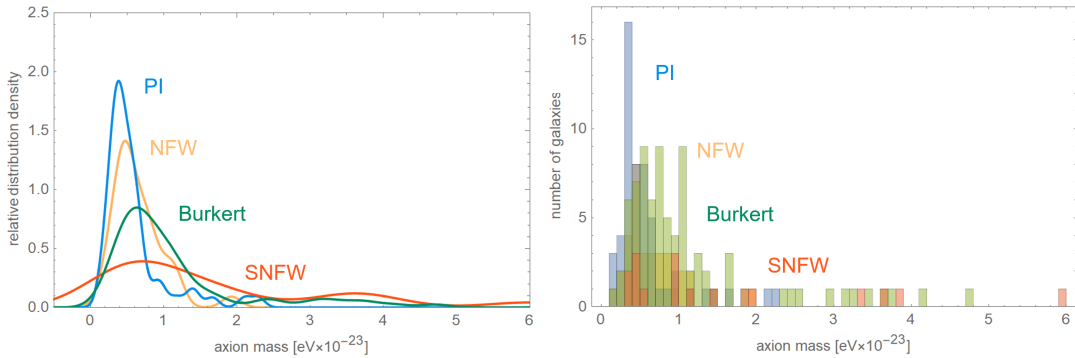 relative distribution density
2.5
2.0
1.5
1.0
0.5
0.0
PI
NFW
Burkert
SNFW
0
1
2
3
4
5
6
axion mass [eV×10⁻²³]
number of galaxies
15
10
5
0
PI
NFW
Burkert
SNFW
0
1
2
3
4
5
6
axion mass [eV×10⁻²³]